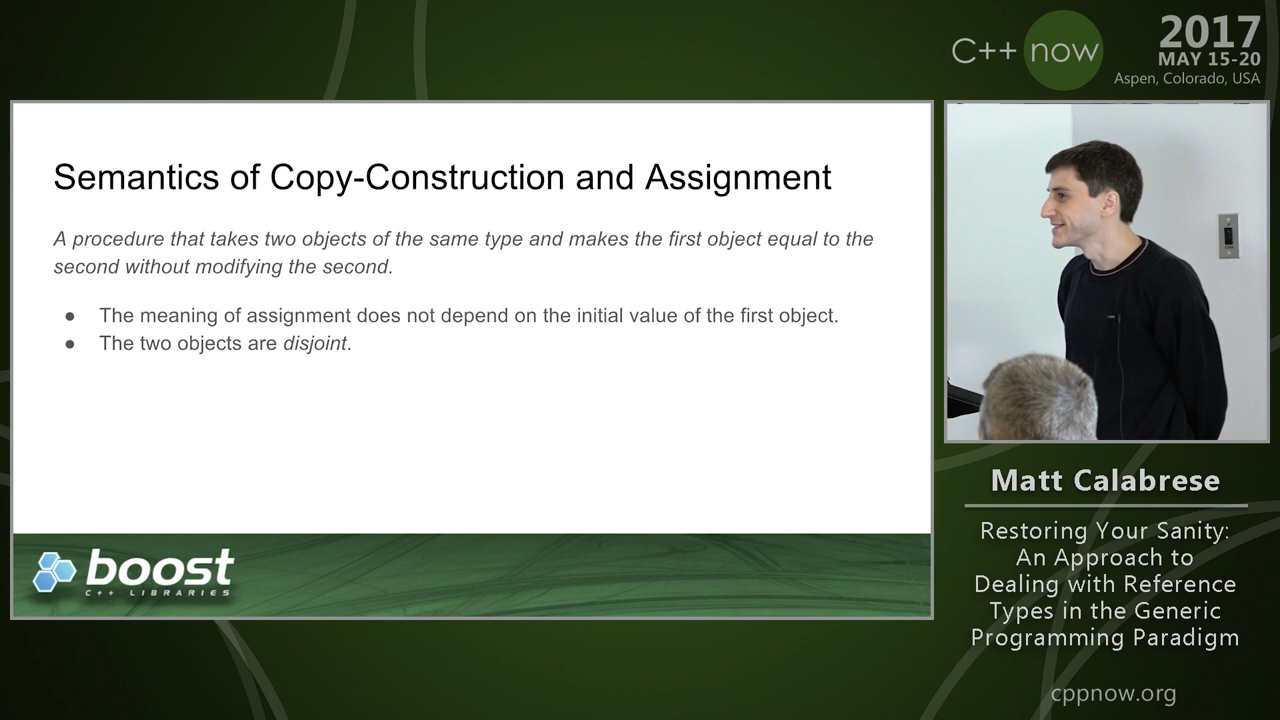 C++ now
2017
MAY 15-20
Aspen, Colorado, USA
Semantics of Copy-Construction and Assignment
A procedure that takes two objects of the same type and makes the first object equal to the
second without modifying the second.
● The meaning of assignment does not depend on the initial value of the first object.
● The two objects are disjoint.
boost
C++ LIBRARIES
Matt Calabrese
Restoring Your Sanity:
An Approach to
Dealing with Reference
Types in the Generic
Programming Paradigm
cppnow.org